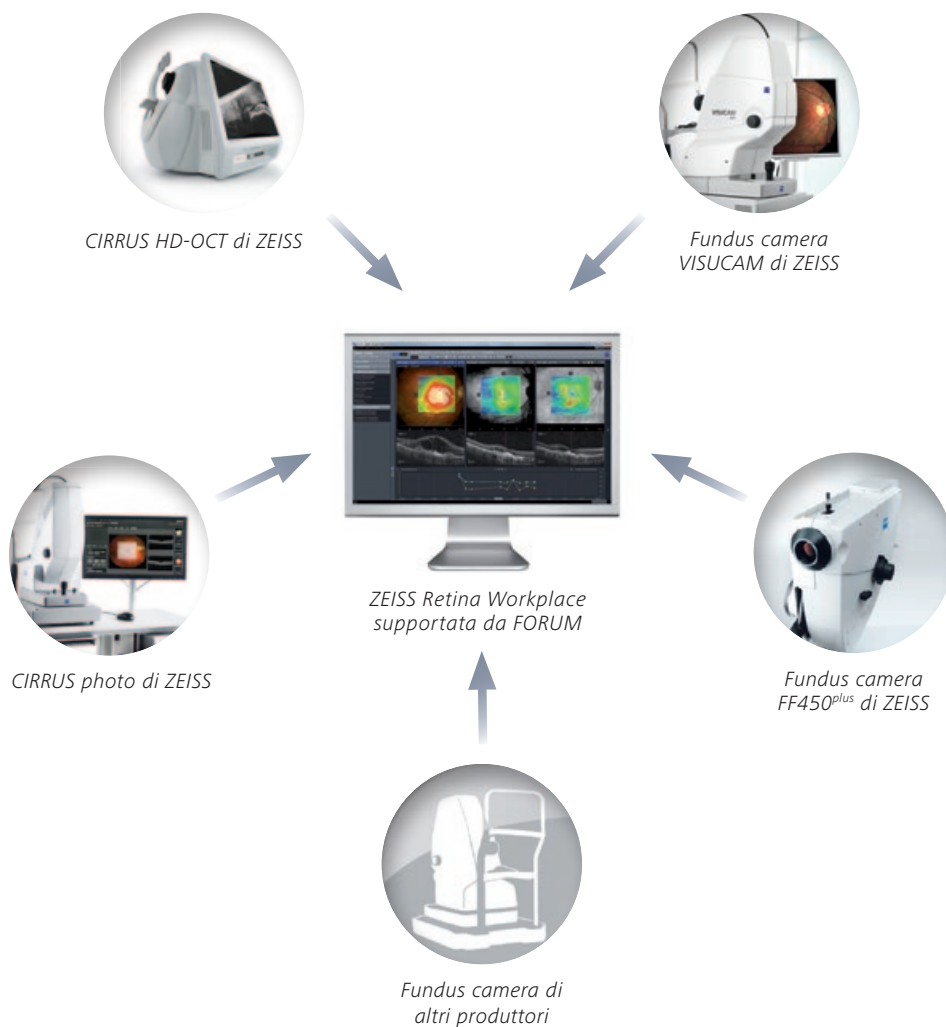 CIRRUS HD-OCT di ZEISS
Fundus camera
VISUCAM di ZEISS
VISUCAM
ZEISS Retina Workplace
supportata da FORUM
CIRRUS photo di ZEISS
Fundus camera
FF450plus di ZEISS
Fundus camera di
altri produttori